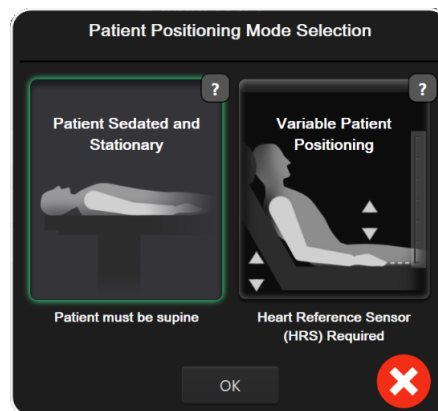 Patient Positioning Mode Selection
?
?
Patient Sedated and
Stationary
Variable Patient
Positioning
Patient must be supine
Heart Reference Sensor
(HRS) Required
OK